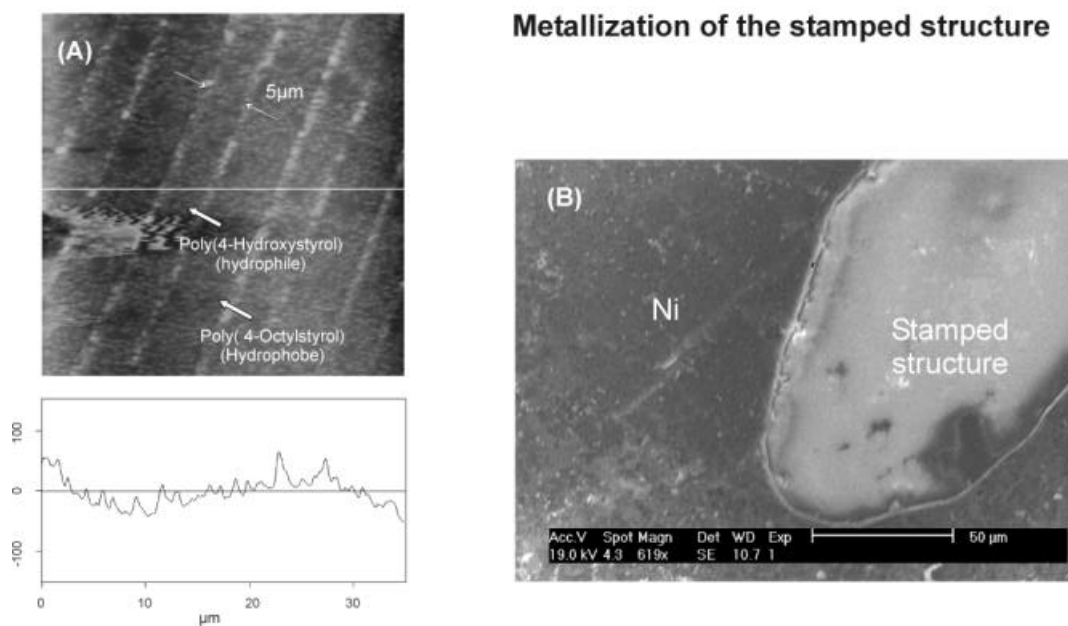 Metallization of the stamped structure
(A)
5µm
Poly(4-Hydroxystyrol)
(hydrophile)
Poly( 4-Octylstyrol)
(Hydrophobe)
100
0
-100
0 10 20 30
µm
(B)
Ni
Stamped
structure
Acc.V Spot Magn Det WD Exp 50 µm
19.0 kV 4.3 619x SE 10.7 1